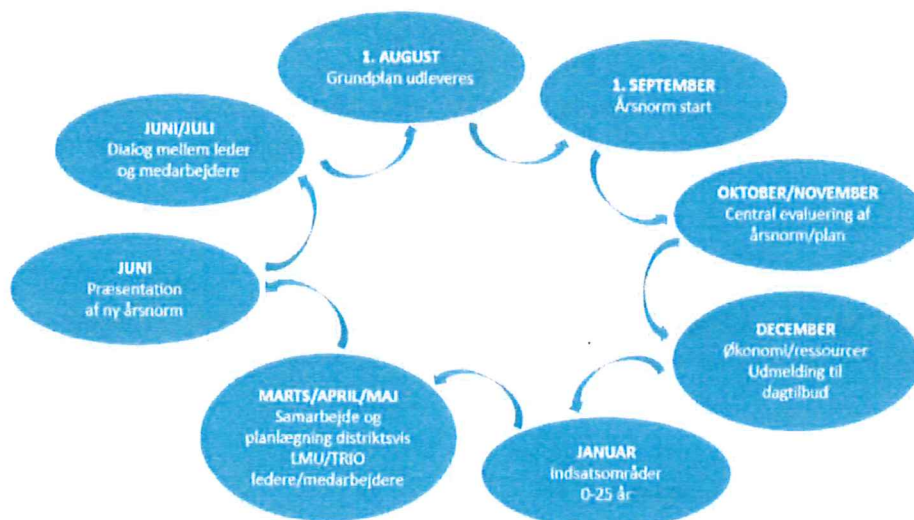 1. AUGUST
Grundplan udleveres
1. SEPTEMBER
Årsnorm start
OKTOBER/NOVEMBER
Central evaluering af
årsnorm/plan
DECEMBER
Økonomi/ressourcer
Udmelding til
dagtilbud
JANUAR
Indsatsområder
0-25 år
MARTS/APRIL/MAJ
Samarbejde og
planlægning distriktsvis
LMU/TRIO
ledere/medarbejdere
JUNI
Præsentation
af ny årsnorm
JUNI/JULI
Dialog mellem leder
og medarbejdere